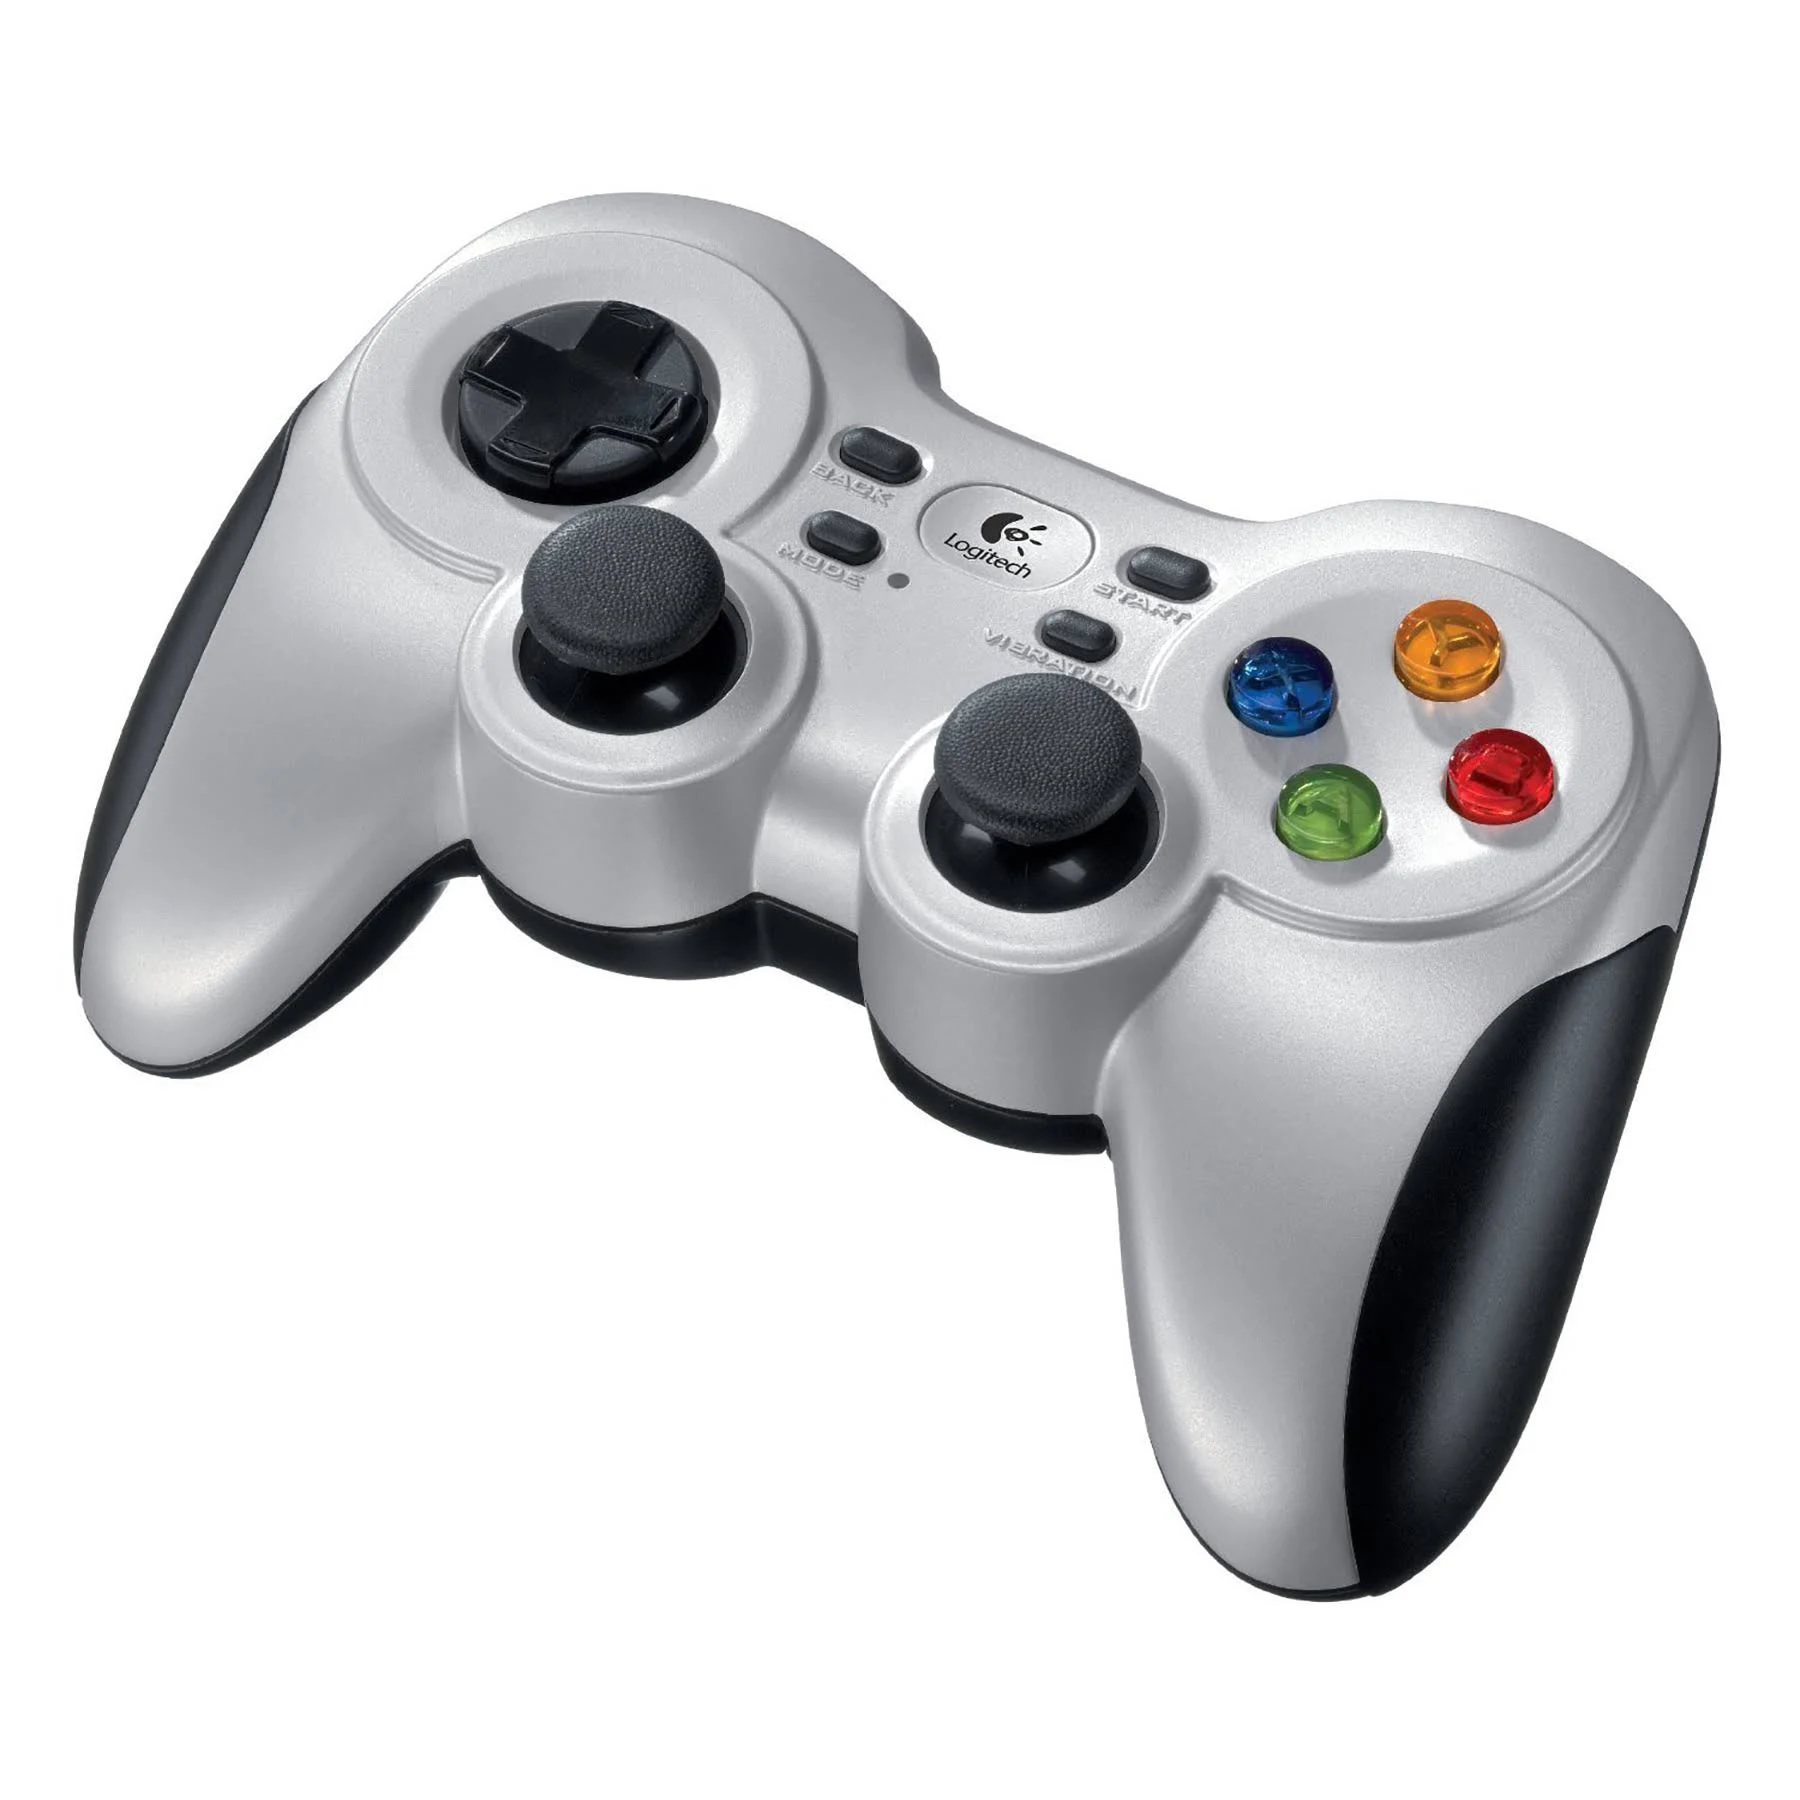 BACK
MODE
Logitech
START
VIBRATION
X
Y
B
A